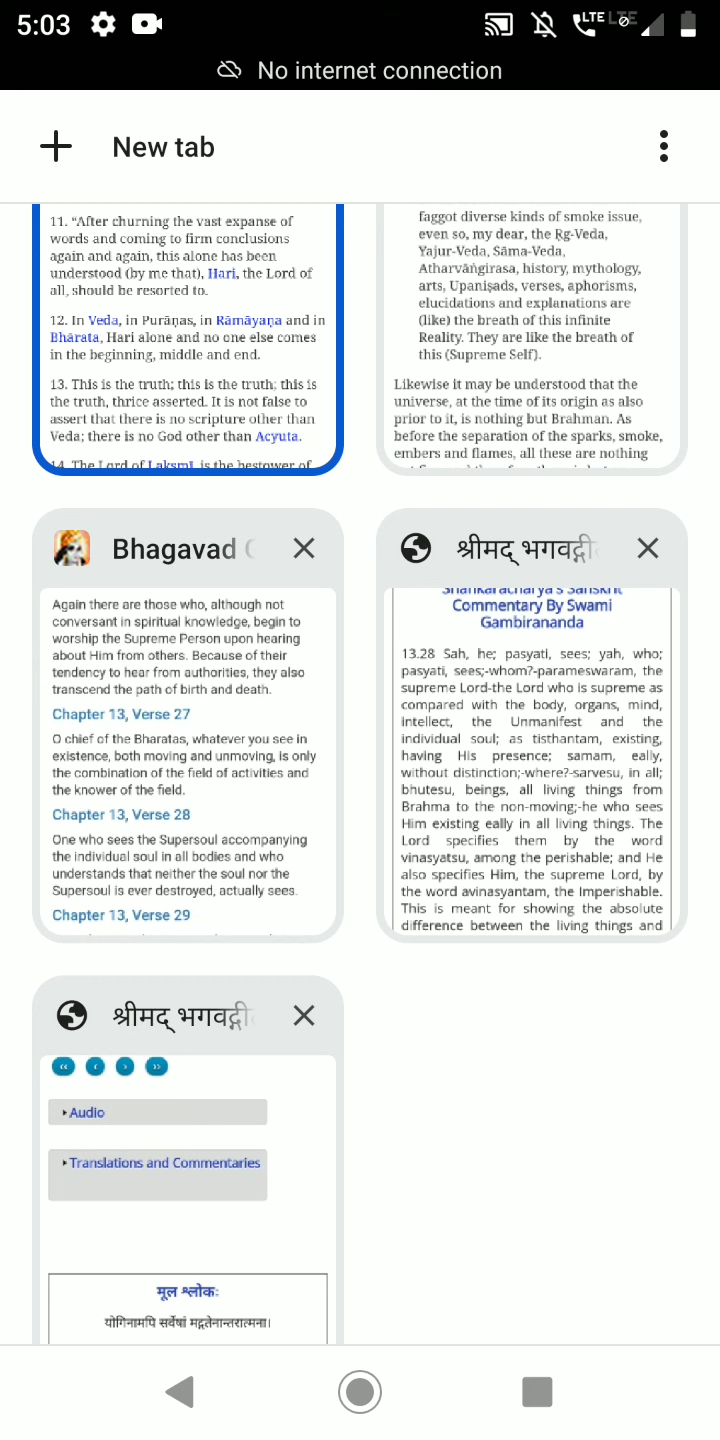 5:03
LTE LTE
No internet connection
New tab
11. “After churning the vast expanse of
words and coming to firm conclusions
again and again, this alone has been
understood (by me that), Hari, the Lord of
all, should be resorted to.
12. In Veda, in Purāṇas, in Rāmāyaṇa and in
Bhārata, Hari alone and no one else comes
in the beginning, middle and end.
13. This is the truth; this is the truth; this is
the truth, thrice asserted. It is not false to
assert that there is no scripture other than
Veda; there is no God other than Acyuta.
14. The Lord of Lakṣmī, is the bestower of
faggot diverse kinds of smoke issue,
even so, my dear, the Ṛg-Veda,
Yajur-Veda, Sāma-Veda,
Atharvāṅgirasa, history, mythology,
arts, Upaniṣads, verses, aphorisms,
elucidations and explanations are
(like) the breath of this infinite
Reality. They are like the breath of
this (Supreme Self).
Likewise it may be understood that the
universe, at the time of its origin as also
prior to it, is nothing but Brahman. As
before the separation of the sparks, smoke,
embers and flames, all these are nothing
Bhagavad
Again there are those who, although not
conversant in spiritual knowledge, begin to
worship the Supreme Person upon hearing
about Him from others. Because of their
tendency to hear from authorities, they also
transcend the path of birth and death.
Chapter 13, Verse 27
O chief of the Bharatas, whatever you see in
existence, both moving and unmoving, is only
the combination of the field of activities and
the knower of the field.
Chapter 13, Verse 28
One who sees the Supersoul accompanying
the individual soul in all bodies and who
understands that neither the soul nor the
Supersoul is ever destroyed, actually sees.
Chapter 13, Verse 29
श्रीमद् भगवद्गी
Shankaracharya's Sanskrit
Commentary By Swami
Gambirananda
13.28 Sah, he; pasyati, sees; yah, who;
pasyati, sees;-whom?-parameswaram, the
supreme Lord-the Lord who is supreme as
compared with the body, organs, mind,
intellect, the Unmanifest and the
individual soul; as tisthantam, existing,
having His presence; samam, eally,
without distinction;-where?-sarvesu, in all;
bhutesu, beings, all living things from
Brahma to the non-moving;-he who sees
Him existing eally in all living things. The
Lord specifies them by the word
vinasyatsu, among the perishable; and He
also specifies Him, the supreme Lord, by
the word avinasyantam, the Imperishable.
This is meant for showing the absolute
difference between the living things and
श्रीमद् भगवद्गी
Audio
Translations and Commentaries
मूल श्लोकः
योगिनामपि सर्वेषां मद्गतेनान्तरात्मना।